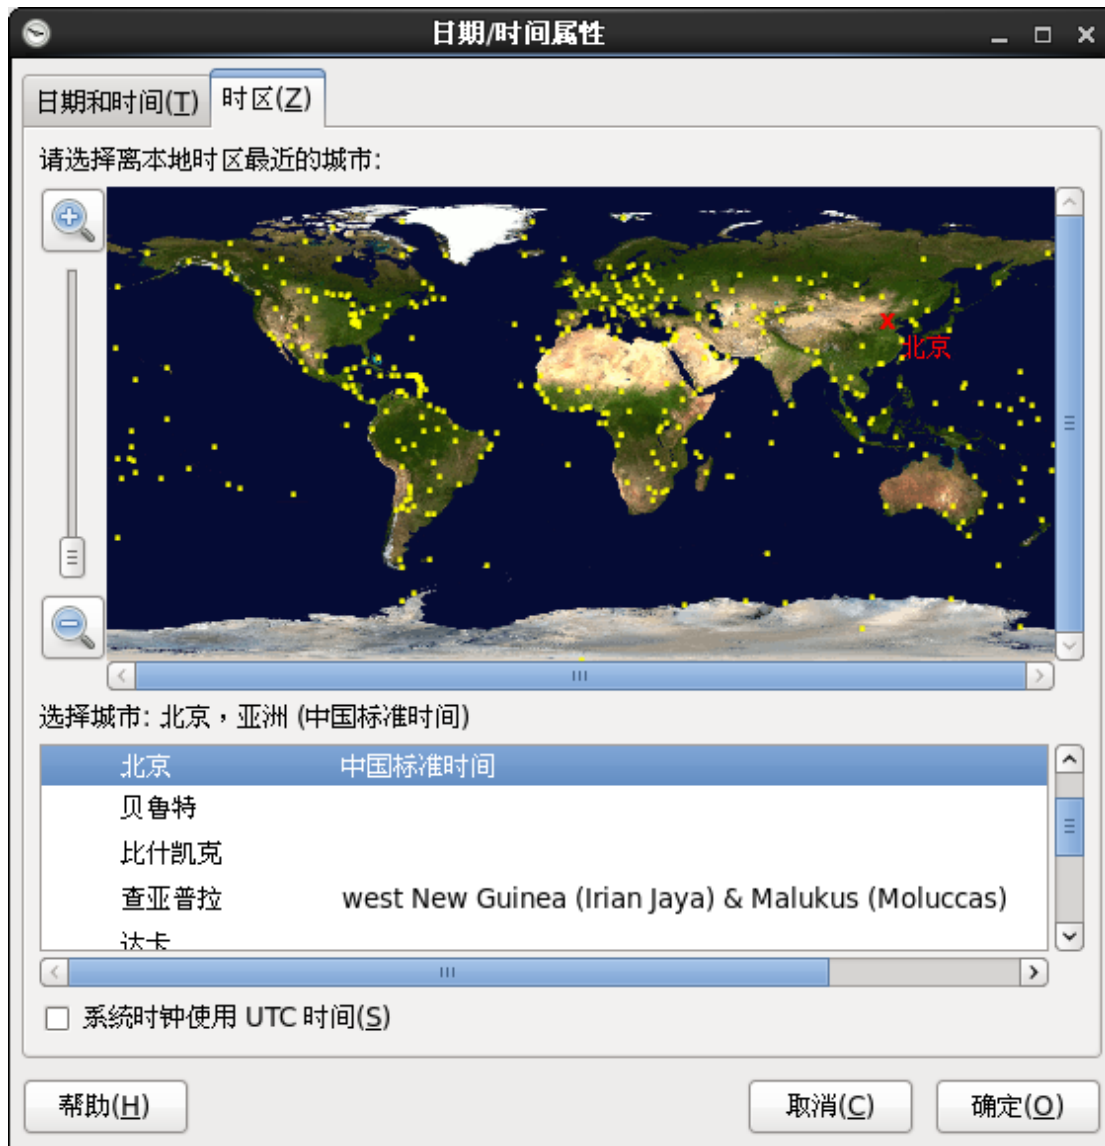 日期/时间属性
日期和时间(T) 时区(Z)
请选择离本地时区最近的城市:
北京
选择城市: 北京，亚洲 (中国标准时间)
北京 中国标准时间
贝鲁特
比什凯克
查亚普拉 west New Guinea (Irian Jaya) & Malukus (Moluccas)
达卡
系统时钟使用 UTC 时间(S)
帮助(H) 取消(C) 确定(O)